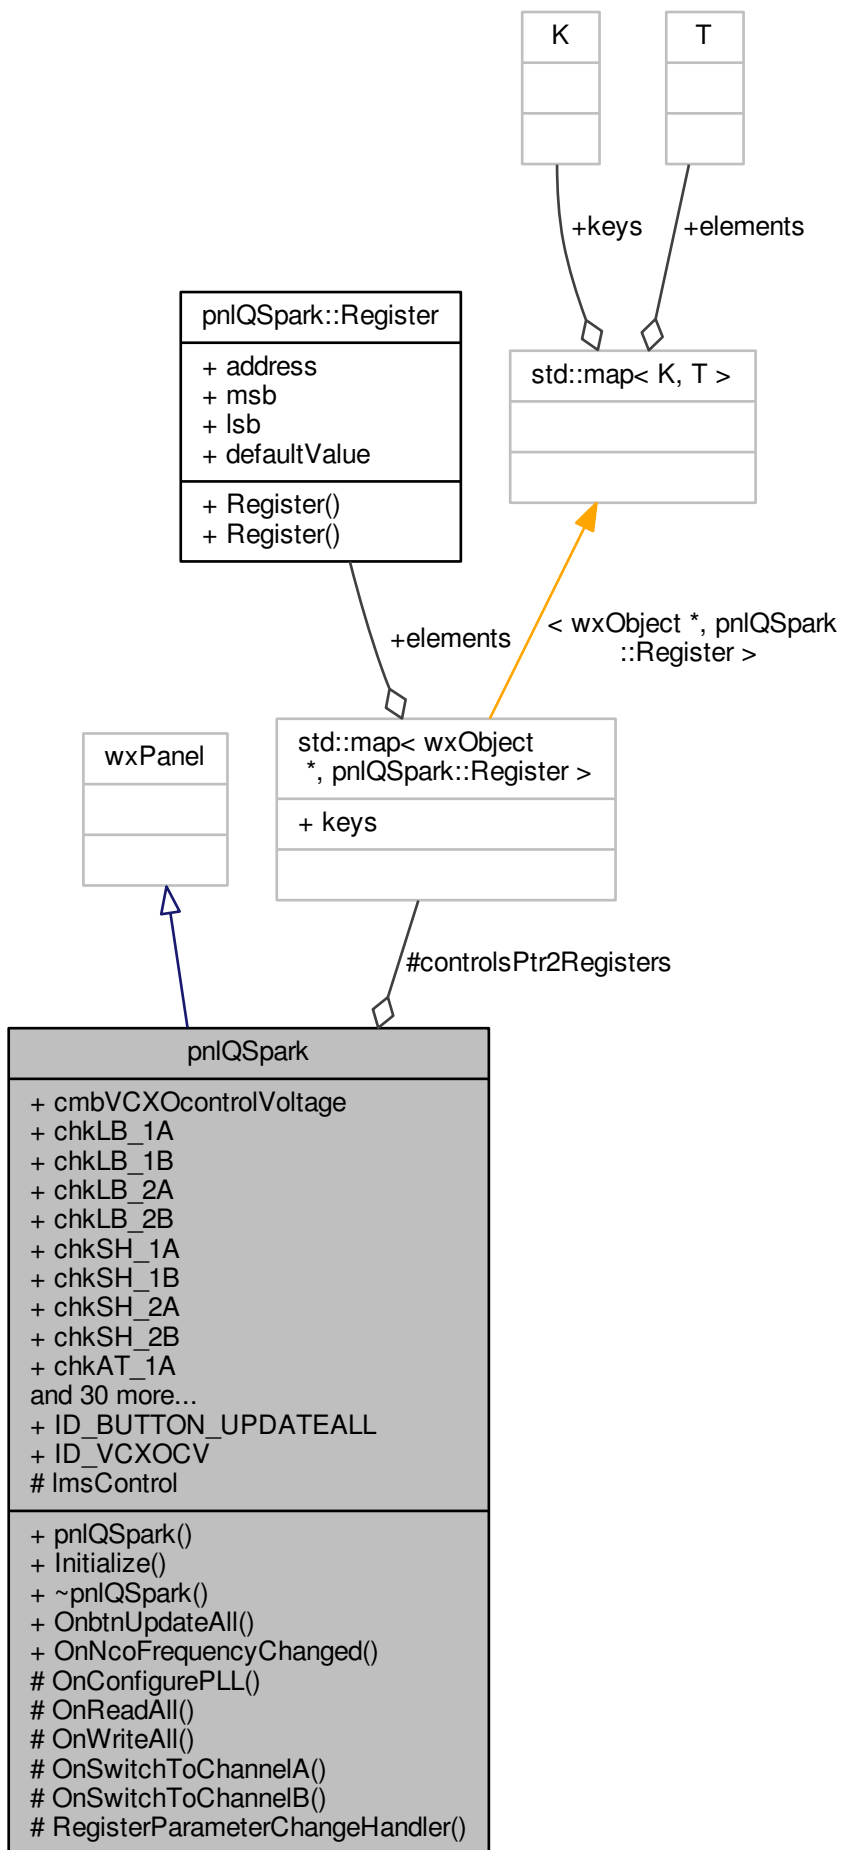 K
T
+keys
+elements
pnlQSpark::Register
+ address
+ msb
+ lsb
+ defaultValue
+ Register()
+ Register()
std::map< K, T >
+elements
< wxObject *, pnlQSpark
::Register >
wxPanel
std::map< wxObject
*, pnlQSpark::Register >
+ keys
#controlsPtr2Registers
pnlQSpark
+ cmbVCXOcontrolVoltage
+ chkLB_1A
+ chkLB_1B
+ chkLB_2A
+ chkLB_2B
+ chkSH_1A
+ chkSH_1B
+ chkSH_2A
+ chkSH_2B
+ chkAT_1A
and 30 more...
+ ID_BUTTON_UPDATEALL
+ ID_VCXOCV
# lmsControl
+ pnlQSpark()
+ Initialize()
+ ~pnlQSpark()
+ OnbtnUpdateAll()
+ OnNcoFrequencyChanged()
# OnConfigurePLL()
# OnReadAll()
# OnWriteAll()
# OnSwitchToChannelA()
# OnSwitchToChannelB()
# RegisterParameterChangeHandler()